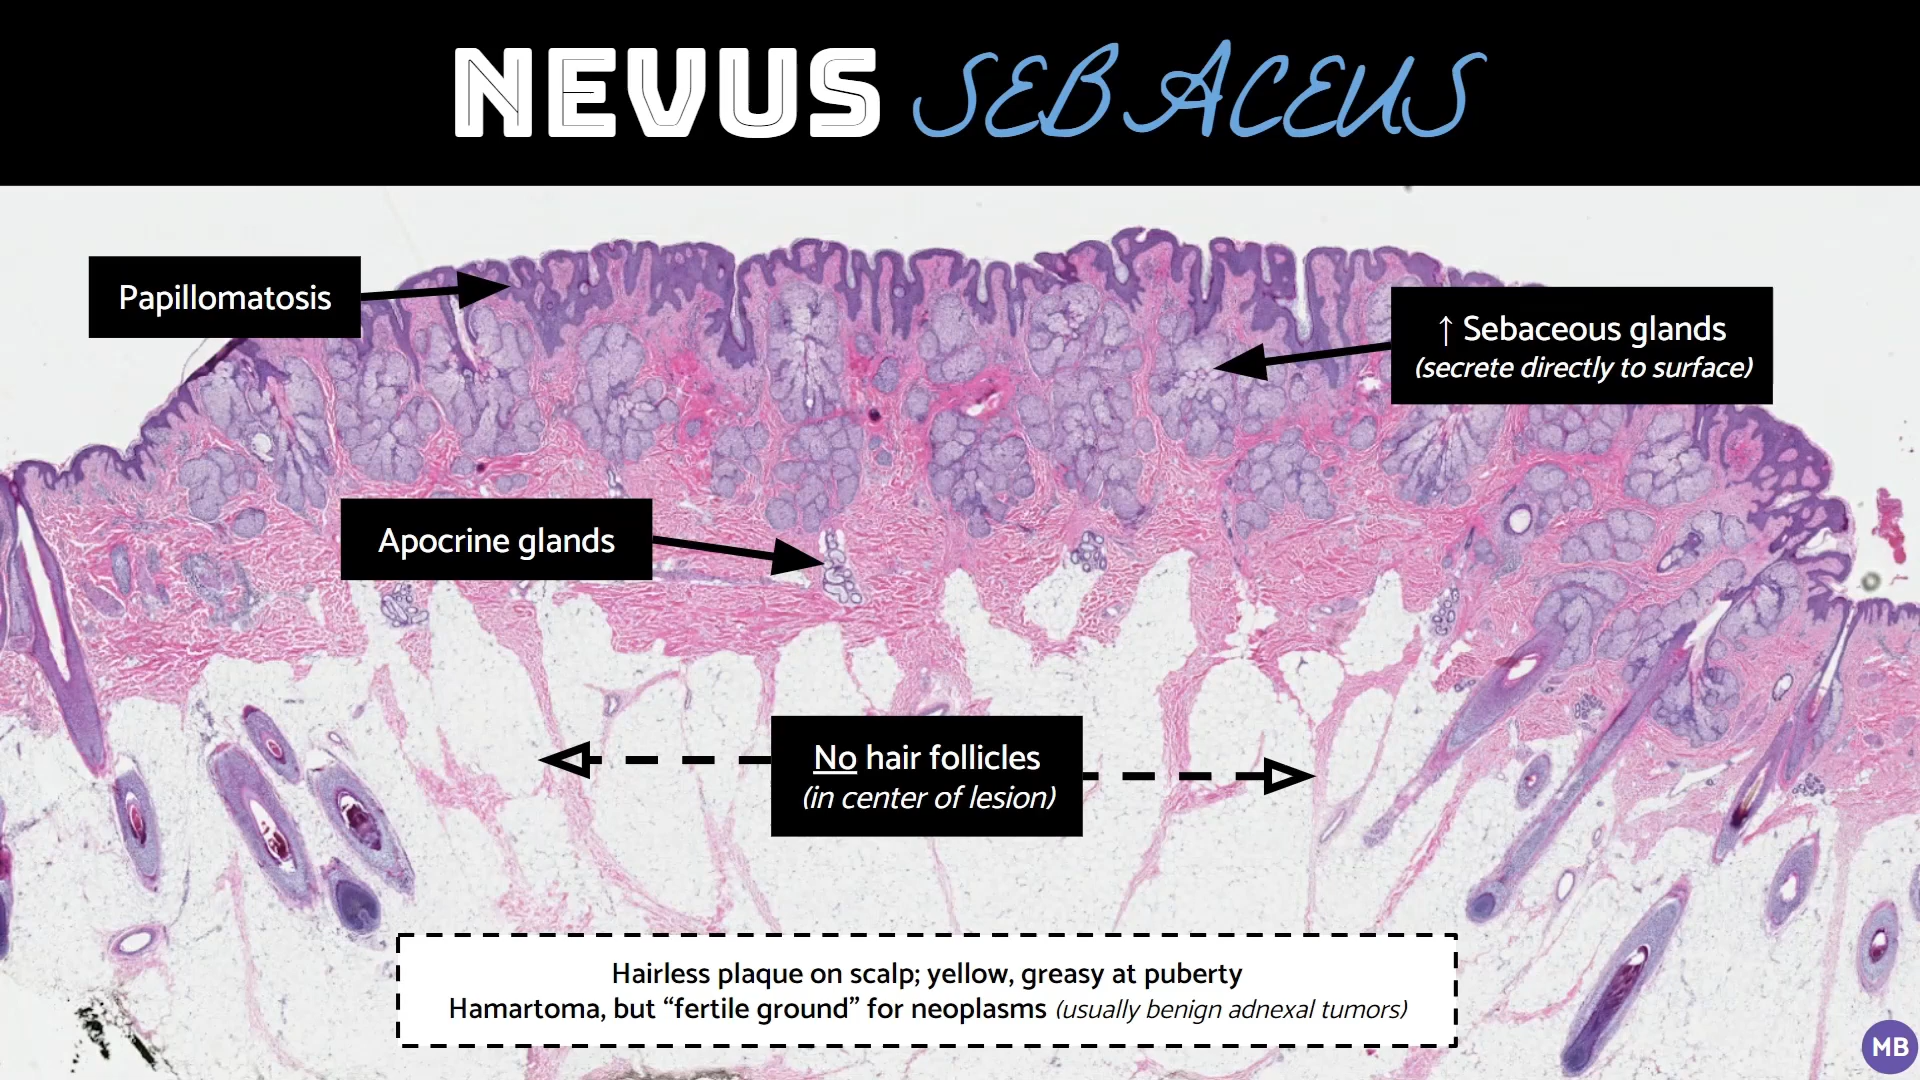 NEVUS SEBACEUS
Papillomatosis
↑ Sebaceous glands
(secrete directly to surface)
Apocrine glands
No hair follicles
(in center of lesion)
Hairless plaque on scalp; yellow, greasy at puberty
Hamartoma, but “fertile ground” for neoplasms (usually benign adnexal tumors)
MB